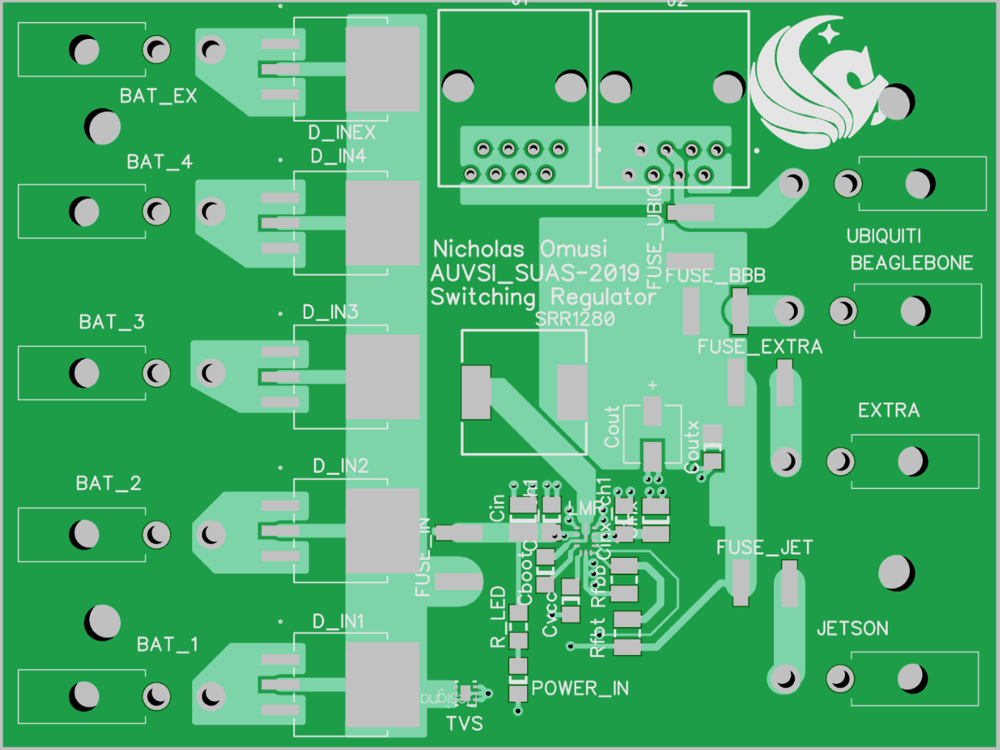 J1
J2
BAT_EX
D_INEX
BAT_4
D_IN4
FUSE_UBIQ
UBIQUITI
Nicholas Omusi
AUVSI_SUAS-2019
Switching Regulator
BEAGLEBONE
FUSE_BBB
SRR1280
BAT_3
D_IN3
FUSE_EXTRA
+
Cout
Coutx
EXTRA
BAT_2
D_IN2
Cin
FUSE_IN
FUSE_JET
Cboot
Cvcc
Rfbb
Rfbt
R_LED
BAT_1
D_IN1
JETSON
POWER_IN
TVS